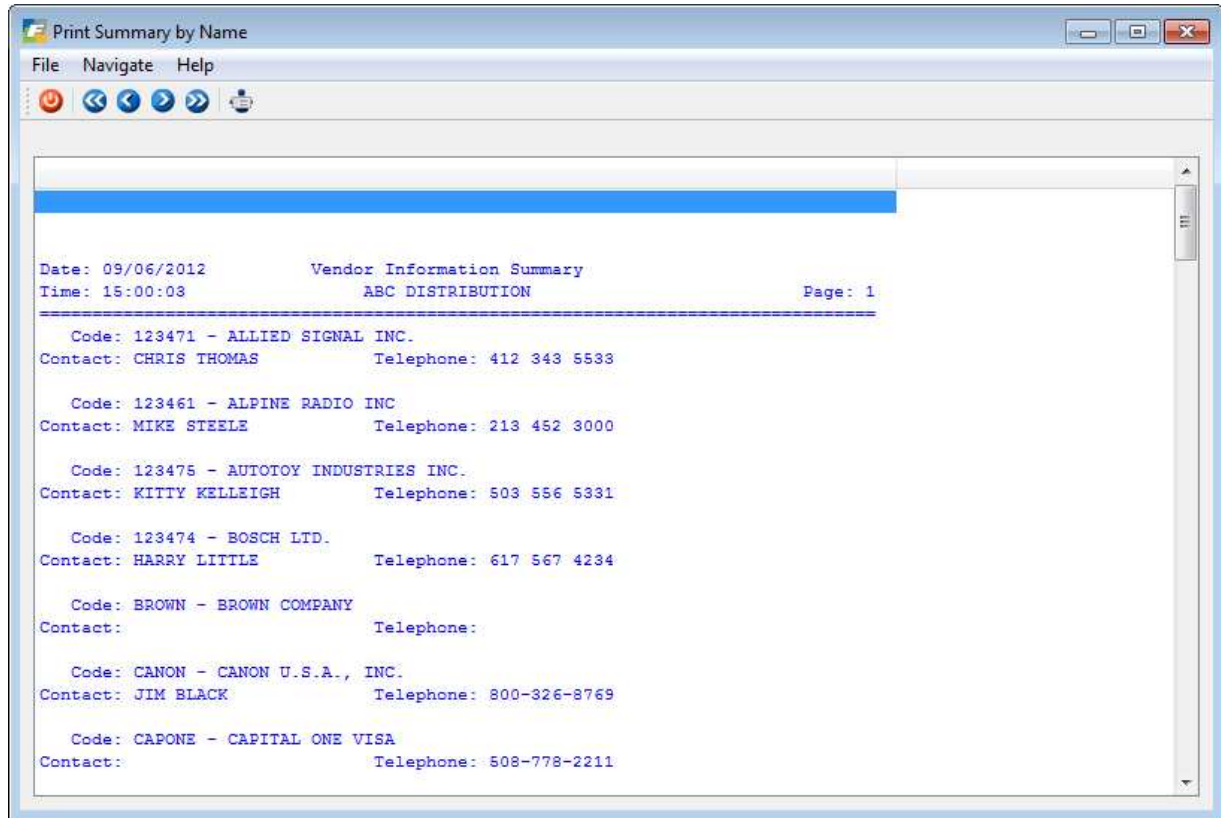 Print Summary by Name
File Navigate Help
Date: 09/06/2012 Vendor Information Summary
Time: 15:00:03 ABC DISTRIBUTION Page: 1
===============================================================================
Code: 123471 - ALLIED SIGNAL INC.
Contact: CHRIS THOMAS Telephone: 412 343 5533
Code: 123461 - ALPINE RADIO INC
Contact: MIKE STEELE Telephone: 213 452 3000
Code: 123475 - AUTOTOY INDUSTRIES INC.
Contact: KITTY KELLEIGH Telephone: 503 556 5331
Code: 123474 - BOSCH LTD.
Contact: HARRY LITTLE Telephone: 617 567 4234
Code: BROWN - BROWN COMPANY
Contact: Telephone:
Code: CANON - CANON U.S.A., INC.
Contact: JIM BLACK Telephone: 800-326-8769
Code: CAPONE - CAPITAL ONE VISA
Contact: Telephone: 508-778-2211